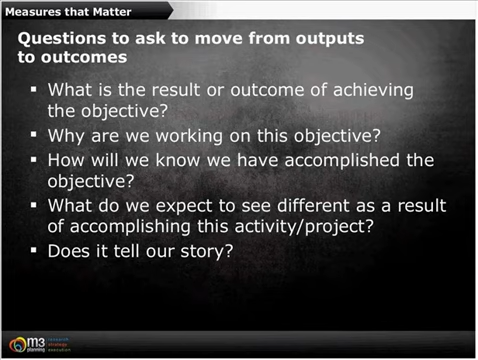 Measures that Matter
Questions to ask to move from outputs
to outcomes
▪ What is the result or outcome of achieving
the objective?
▪ Why are we working on this objective?
▪ How will we know we have accomplished the
objective?
▪ What do we expect to see different as a result
of accomplishing this activity/project?
▪ Does it tell our story?
m3
planning
research
strategy
execution